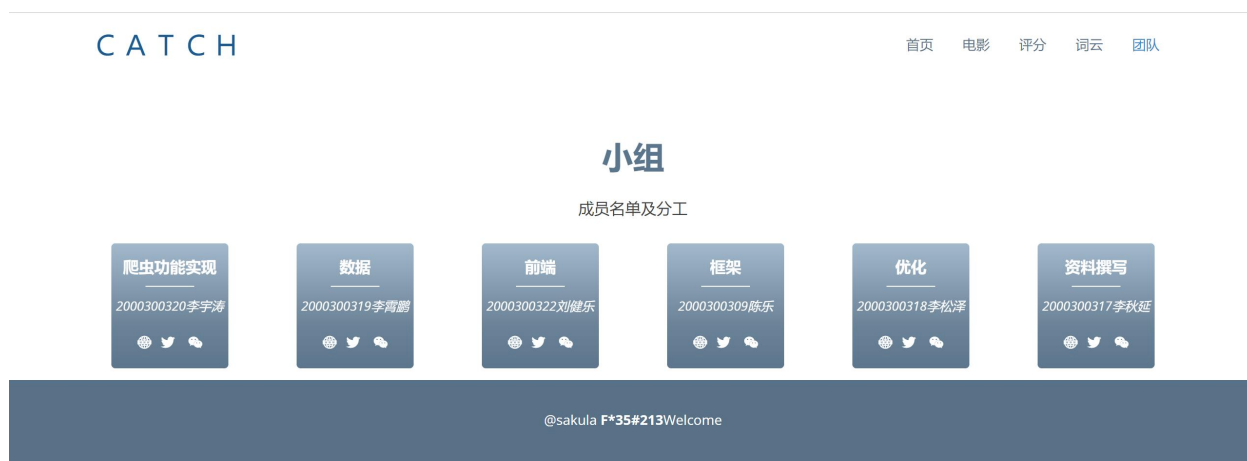 CATCH
首页 电影 评分 词云 团队
小组
成员名单及分工
爬虫功能实现
2000300320李宇涛
数据
2000300319李霄鹏
前端
2000300322刘健乐
框架
2000300309陈乐
优化
2000300318李松泽
资料撰写
2000300317李秋延
@sakula F*35#213Welcome